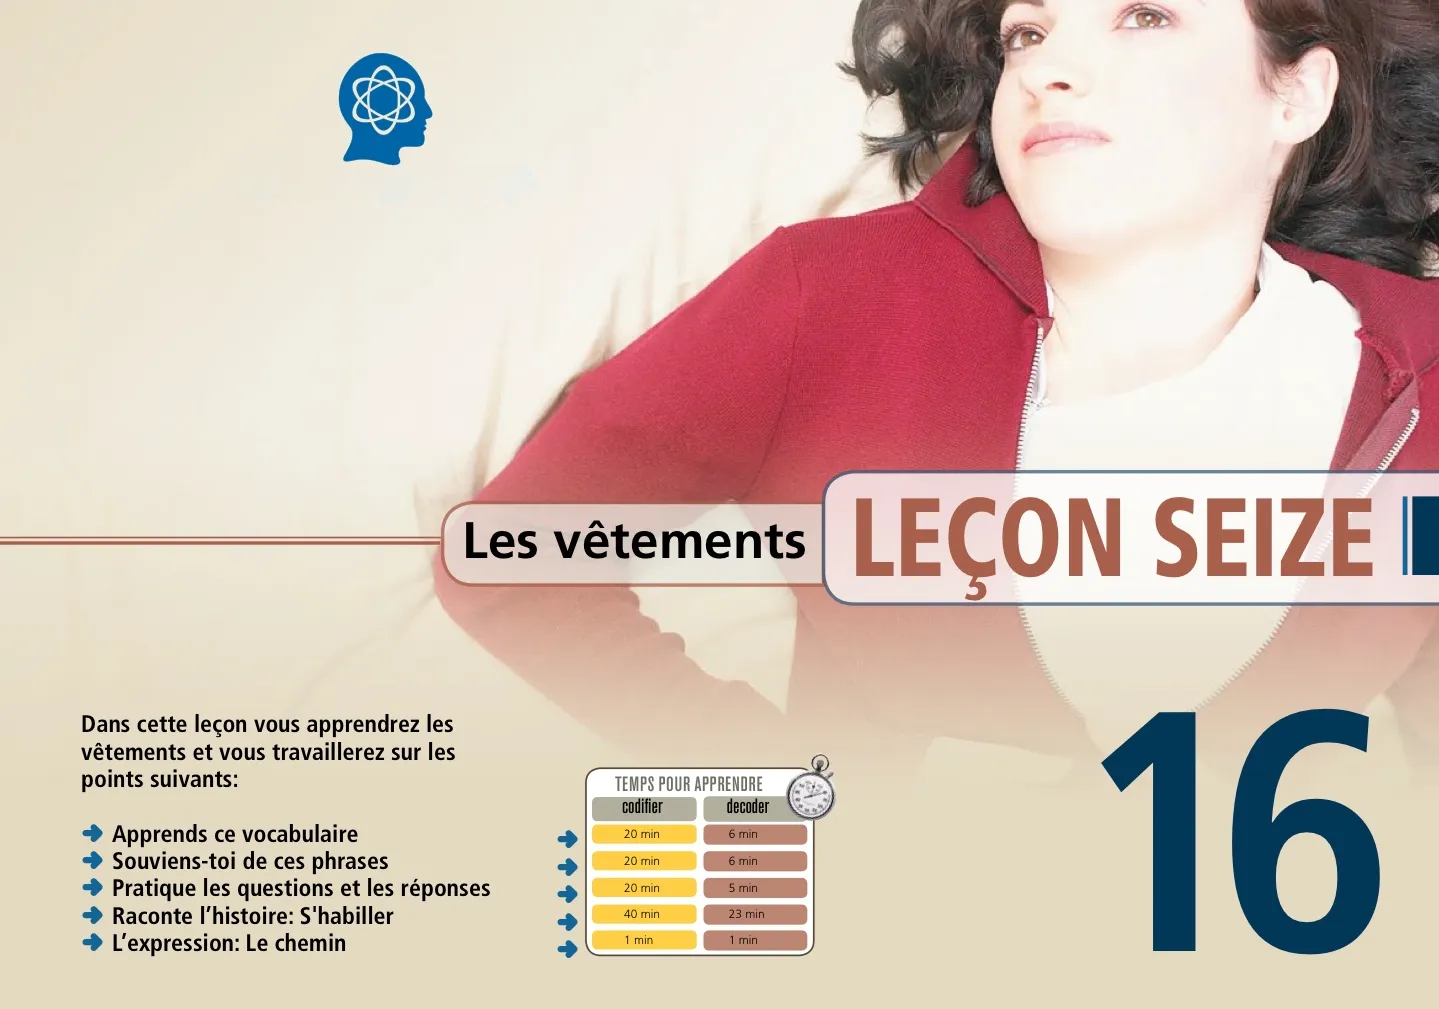 Les vêtements
LEÇON SEIZE
16
Dans cette leçon vous apprendrez les
vêtements et vous travaillerez sur les
points suivants:
Apprends ce vocabulaire
Souviens-toi de ces phrases
Pratique les questions et les réponses
Raconte l’histoire: S'habiller
L’expression: Le chemin
TEMPS POUR APPRENDRE
codifier decoder
20 min 6 min
20 min 6 min
20 min 5 min
40 min 23 min
1 min 1 min